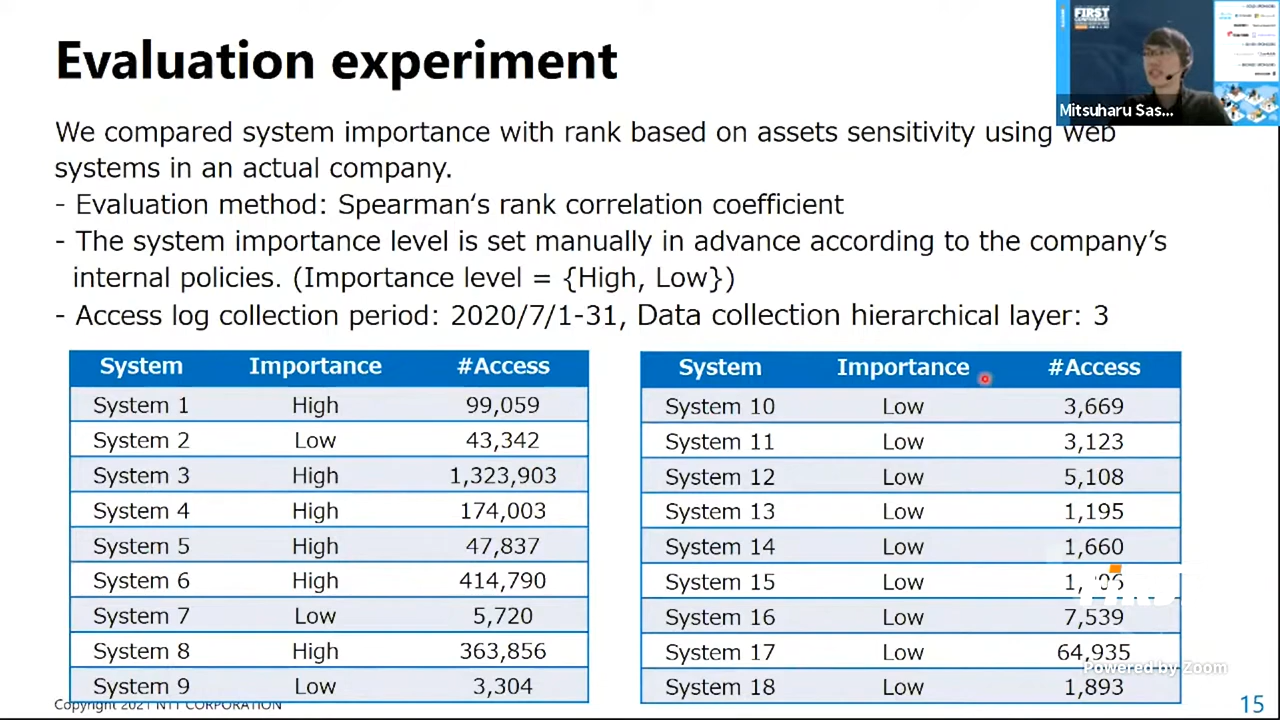 Evaluation experiment
We compared system importance with rank based on assets sensitivity using web
systems in an actual company.
- Evaluation method: Spearman‘s rank correlation coefficient
- The system importance level is set manually in advance according to the company’s
internal policies. (Importance level = {High, Low})
- Access log collection period: 2020/7/1-31, Data collection hierarchical layer: 3
System Importance #Access
System 1 High 99,059
System 2 Low 43,342
System 3 High 1,323,903
System 4 High 174,003
System 5 High 47,837
System 6 High 414,790
System 7 Low 5,720
System 8 High 363,856
System 9 Low 3,304
System Importance #Access
System 10 Low 3,669
System 11 Low 3,123
System 12 Low 5,108
System 13 Low 1,195
System 14 Low 1,660
System 15 Low
System 16 Low 7,539
System 17 Low 64,935
System 18 Low 1,893
FIRST
Mitsuharu Sas...
FIRST
Powered by Zoom
Copyright 2021 NTT CORPORATION
15